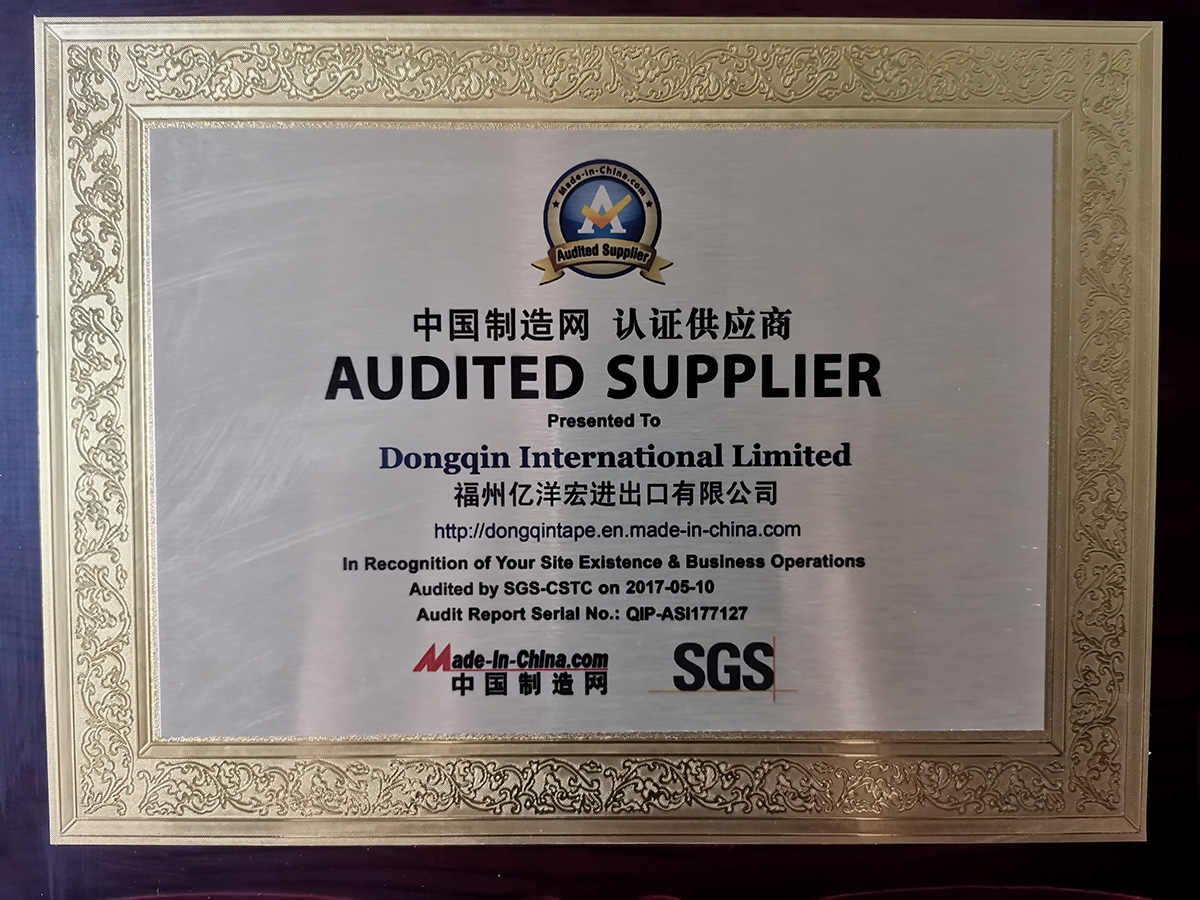 Made-in-China.com
A
Audited Supplier
中国制造网 认证供应商
AUDITED SUPPLIER
Presented To
Dongqin International Limited
福州亿洋宏进出口有限公司
http://dongqintape.en.made-in-china.com
In Recognition of Your Site Existence & Business Operations
Audited by SGS-CSTC on 2017-05-10
Audit Report Serial No.: QIP-ASI177127
Made-in-China.com
中国制造网
SGS